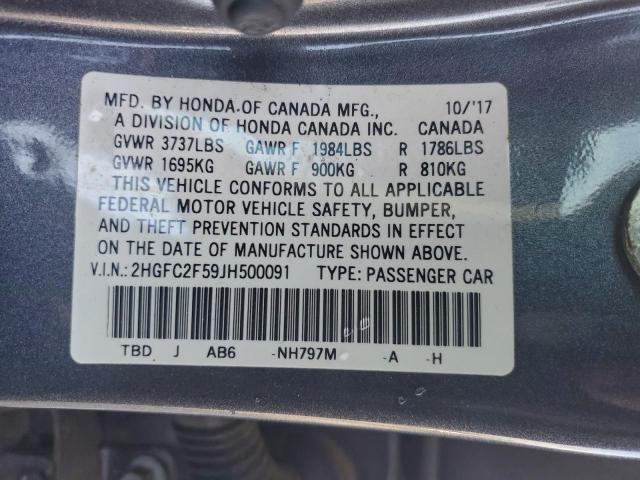 MFD. BY HONDA OF CANADA MFG., 10/'17
A DIVISION OF HONDA CANADA INC. CANADA
GVWR 3737LBS GAWR F 1984LBS R 1786LBS
GVWR 1695KG GAWR F 900KG R 810KG
THIS VEHICLE CONFORMS TO ALL APPLICABLE
FEDERAL MOTOR VEHICLE SAFETY, BUMPER,
AND THEFT PREVENTION STANDARDS IN EFFECT
ON THE DATE OF MANUFACTURE SHOWN ABOVE.
V.I.N.: 2HGFC2F59JH500091 TYPE: PASSENGER CAR
TBD J AB6 -NH797M -A -H